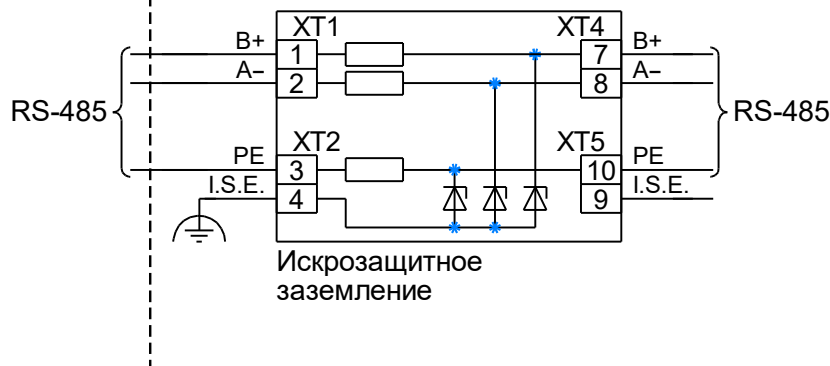 XT1 XT4
B+ 1 7 B+
A– 2 8 A–
RS-485 RS-485
XT2 XT5
PE 3 10 PE
I.S.E. 4 9 I.S.E.
Искрозащитное
заземление